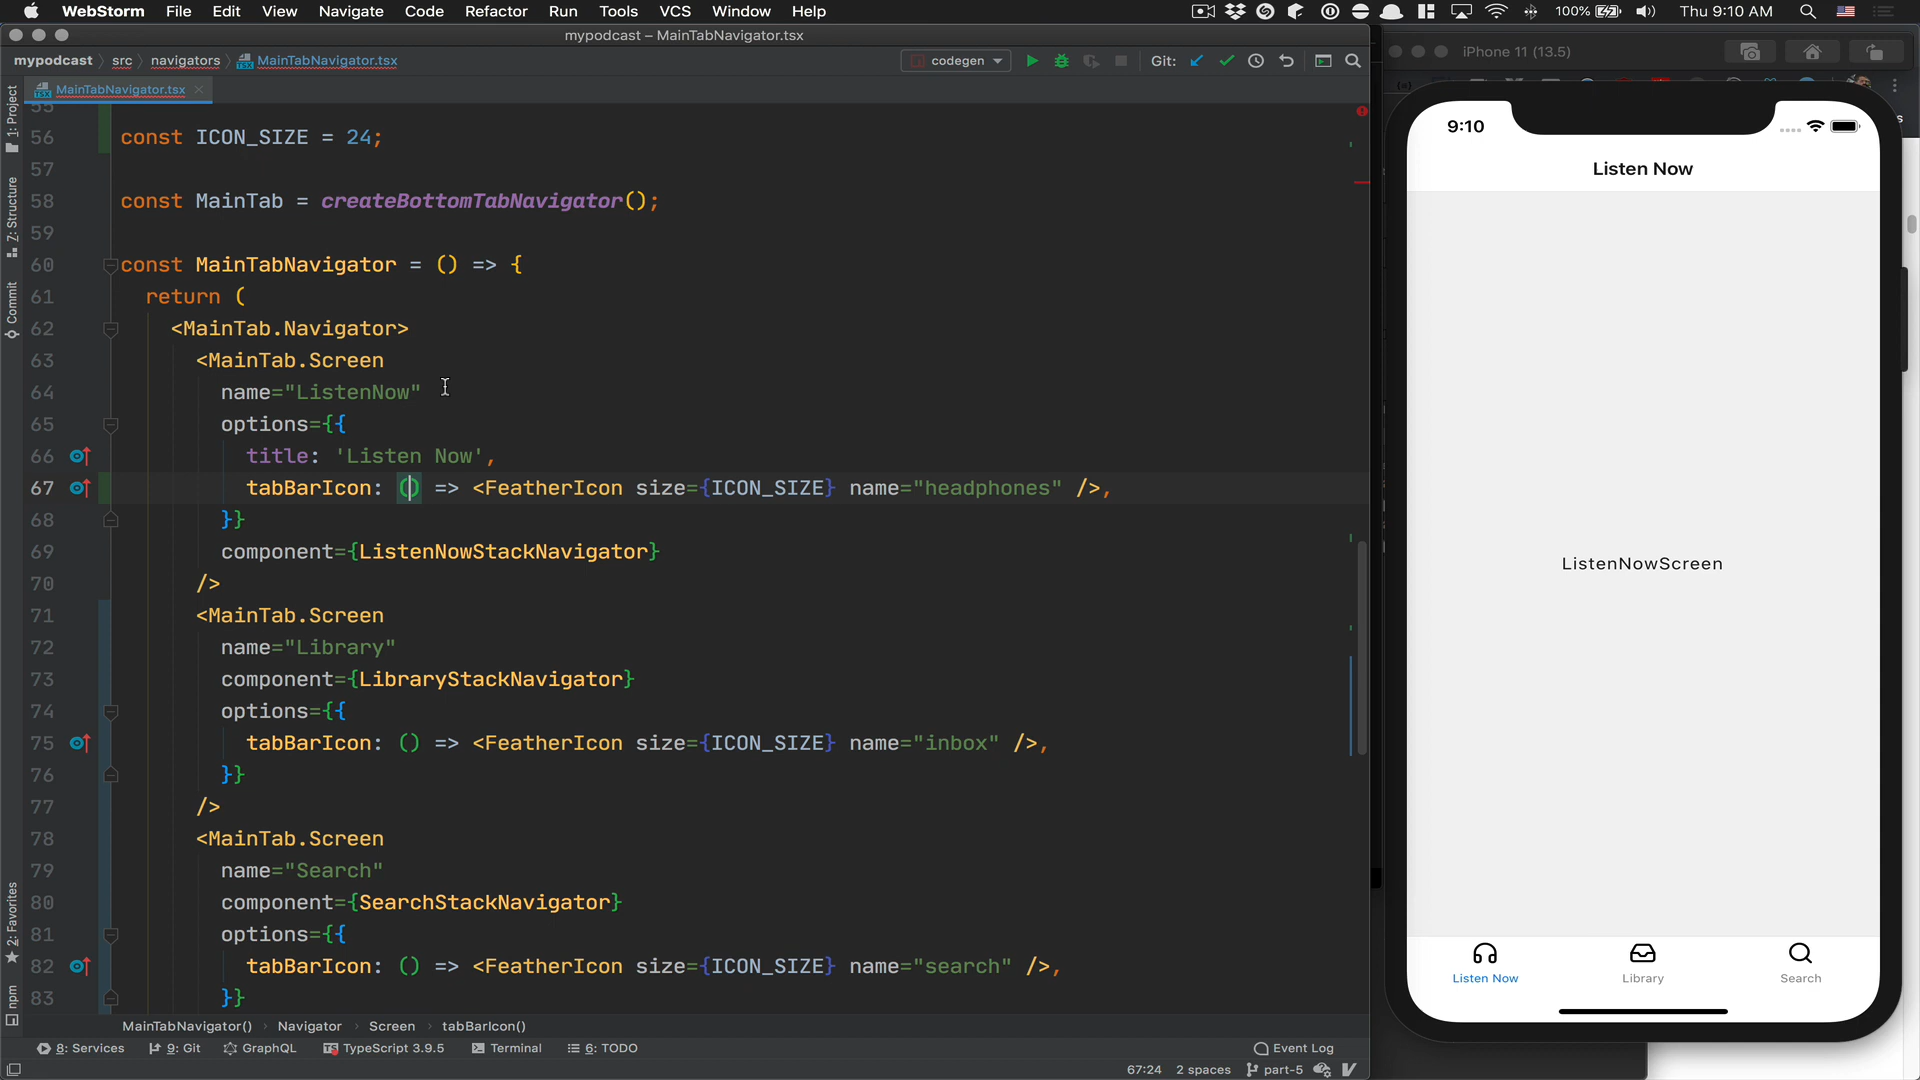 WebStorm File Edit View Navigate Code Refactor Run Tools VCS Window Help 100% Thu 9:10 AM
mypodcast – MainTabNavigator.tsx
mypodcast src navigators MainTabNavigator.tsx codegen Git:
MainTabNavigator.tsx
1: Project
Z: Structure
Commit
2: Favorites
npm
55
56 const ICON_SIZE = 24;
57
58 const MainTab = createBottomTabNavigator();
59
60 const MainTabNavigator = () => {
61 return (
62 <MainTab.Navigator>
63 <MainTab.Screen
64 name="ListenNow"
65 options={{
66 title: 'Listen Now',
67 tabBarIcon: () => <FeatherIcon size={ICON_SIZE} name="headphones" />,
68 }}
69 component={ListenNowStackNavigator}
70 />
71 <MainTab.Screen
72 name="Library"
73 component={LibraryStackNavigator}
74 options={{
75 tabBarIcon: () => <FeatherIcon size={ICON_SIZE} name="inbox" />,
76 }}
77 />
78 <MainTab.Screen
79 name="Search"
80 component={SearchStackNavigator}
81 options={{
82 tabBarIcon: () => <FeatherIcon size={ICON_SIZE} name="search" />,
83 }}
MainTabNavigator() Navigator Screen tabBarIcon()
8: Services 9: Git GraphQL TypeScript 3.9.5 Terminal 6: TODO Event Log
67:24 2 spaces part-5
iPhone 11 (13.5)
9:10
Listen Now
ListenNowScreen
Listen Now Library Search